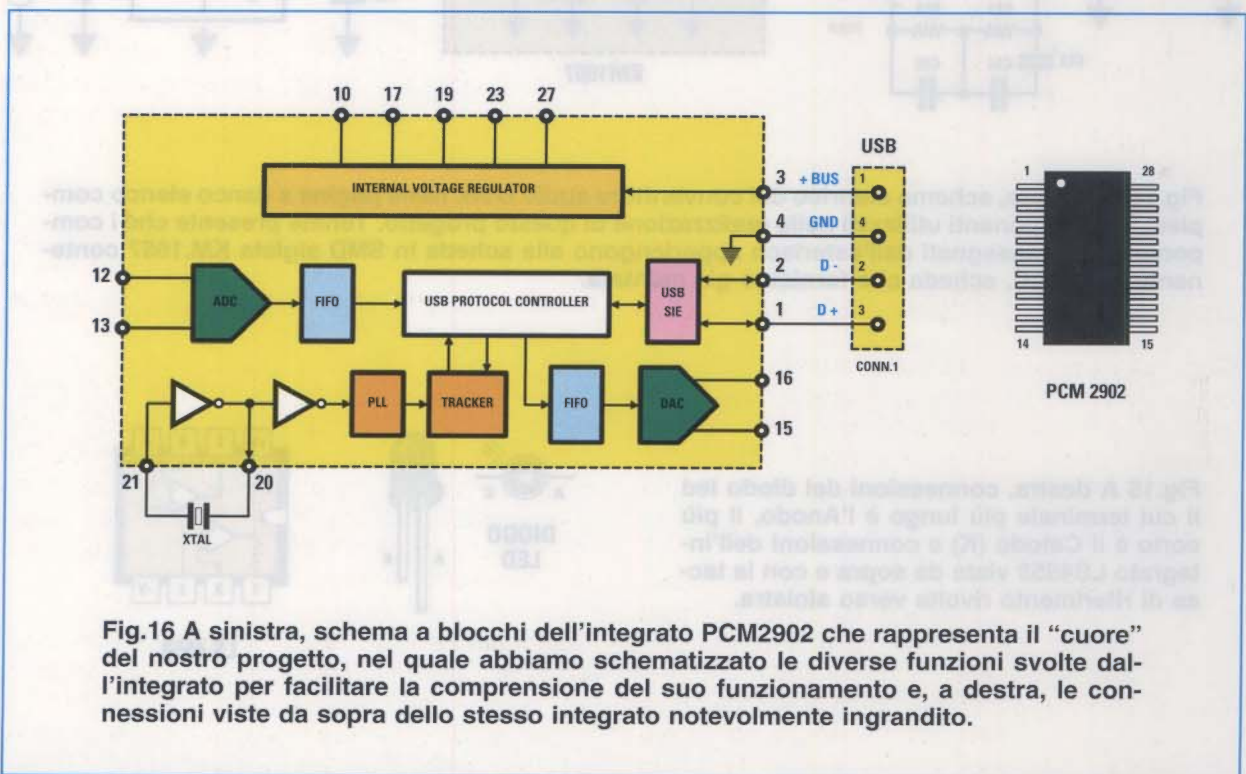 10 17 19 23 27
USB
INTERNAL VOLTAGE REGULATOR
3 + BUS 1
4 GND 4
2 D - 2
1 D + 3
CONN.1
1 28
14 15
PCM 2902
12
13
ADC
FIFO
USB PROTOCOL CONTROLLER
USB
SIE
PLL
TRACKER
FIFO
DAC
16
15
21 20
XTAL
Fig.16 A sinistra, schema a blocchi dell'integrato PCM2902 che rappresenta il "cuore"
del nostro progetto, nel quale abbiamo schematizzato le diverse funzioni svolte dal-
l'integrato per facilitare la comprensione del suo funzionamento e, a destra, le con-
nessioni viste da sopra dello stesso integrato notevolmente ingrandito.